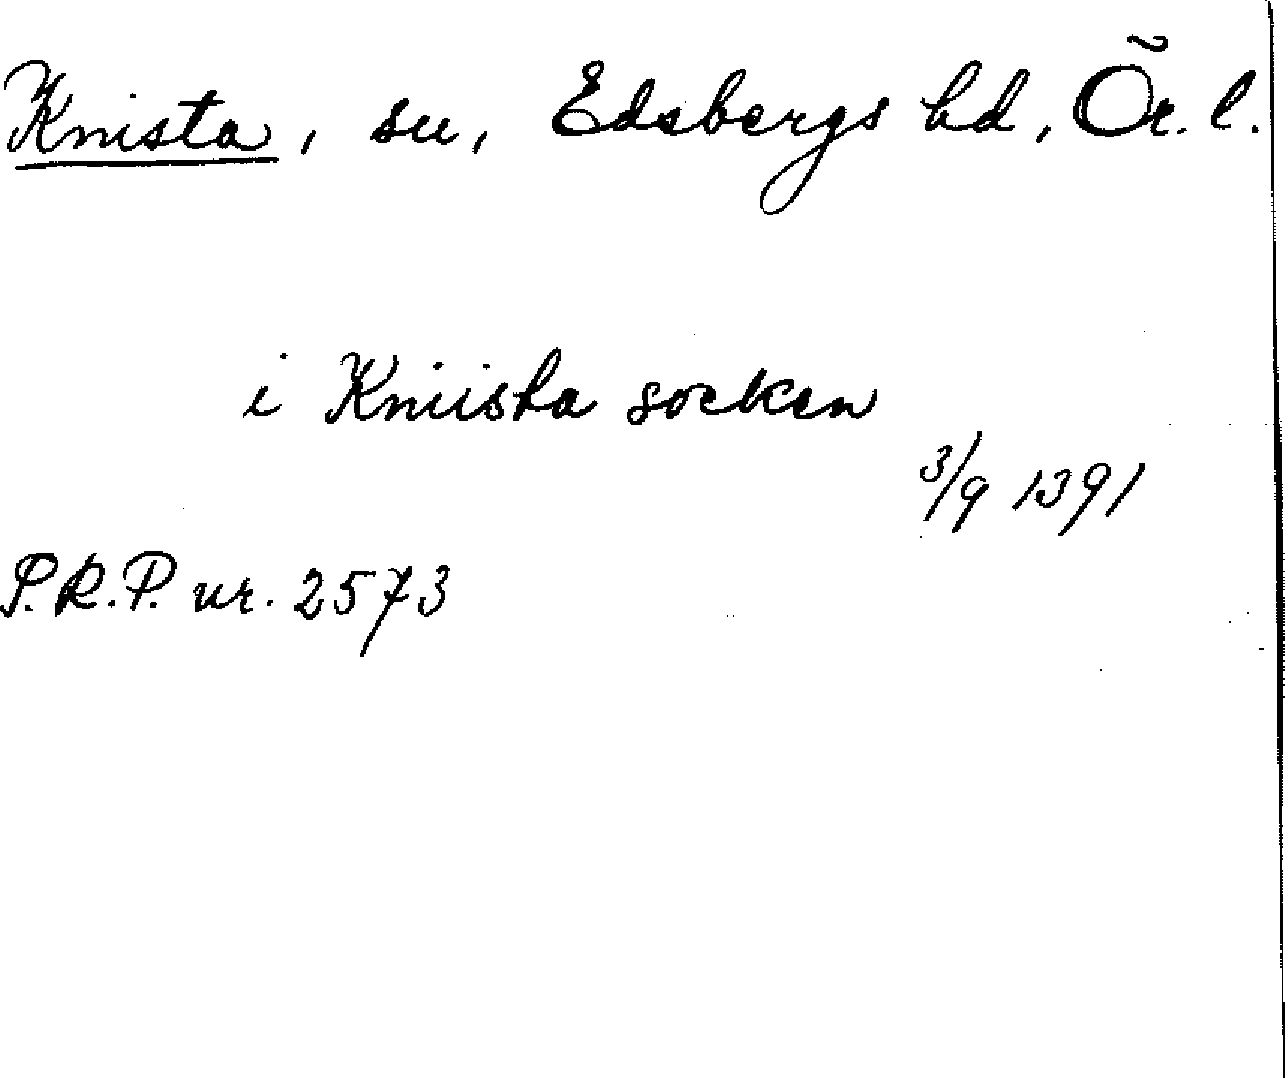 Knista, sn, Edsbergs hd, Ör. l.
i Kniista socken
3/9 1391
P.R.P. nr. 2573